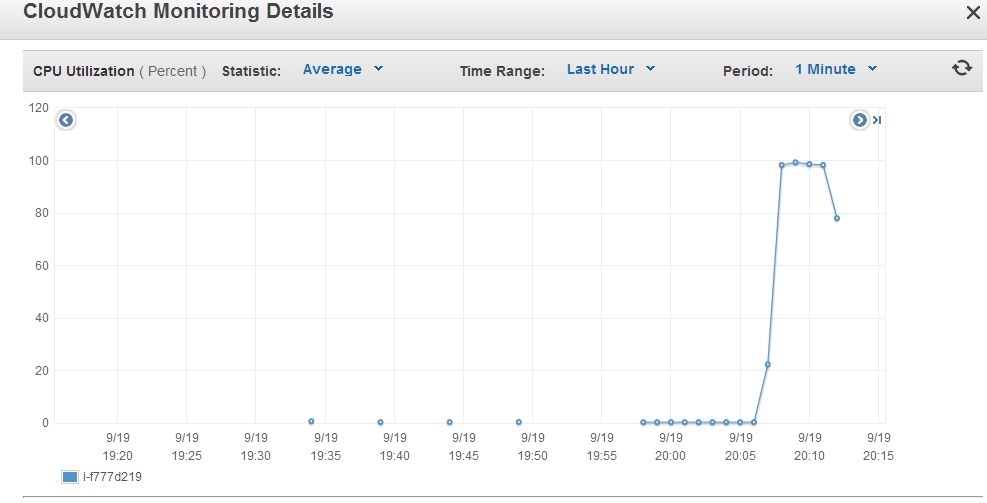 CloudWatch Monitoring Details
CPU Utilization ( Percent ) Statistic: Average Time Range: Last Hour Period: 1 Minute
120
100
80
60
40
20
0
9/19 9/19 9/19 9/19 9/19 9/19 9/19 9/19 9/19 9/19 9/19 9/19
19:20 19:25 19:30 19:35 19:40 19:45 19:50 19:55 20:00 20:05 20:10 20:15
i-f777d219